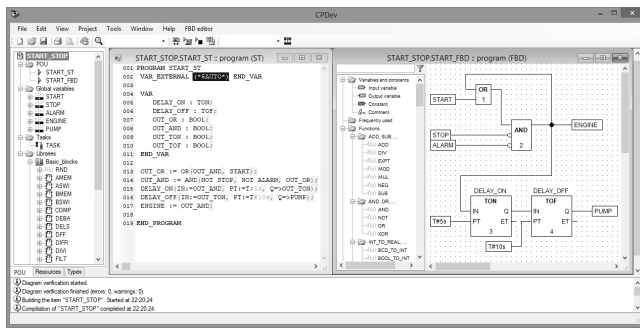 CPDev
File Edit View Project Tools Window Help FBD editor
START_STOP
POU
START_ST
START_FBD
Global variables
START
STOP
ALARM
ENGINE
PUMP
Tasks
TASK
Libraries
Basic_blocks
RND
AMEM
ASWI
BMEM
BSWI
COMP
DEBA
DELS
DFF
DIFR
DIVI
FILT
POU Resources Types
START_STOP.START_ST :: program (ST)
001 PROGRAM START_ST
002 VAR_EXTERNAL (*$AUTO*) END_VAR
003
004 VAR
005 DELAY_ON : TON;
006 DELAY_OFF : TOF;
007 OUT_OR : BOOL;
008 OUT_AND : BOOL;
009 OUT_TON : BOOL;
010 OUT_TOF : BOOL;
011 END_VAR
012
013 OUT_OR := OR(OUT_AND, START);
014 OUT_AND := AND(NOT STOP, NOT ALARM, OUT_OR);
015 DELAY_ON(IN:=OUT_AND, PT:=T#5s, Q=>OUT_TON);
016 DELAY_OFF(IN:=OUT_TON, PT:=T#10s, Q=>PUMP);
017 ENGINE := OUT_AND;
018
019 END_PROGRAM
START_STOP.START_FBD :: program (FBD)
Variables and constants
Input variable
Output variable
Constant
Comment
Frequently used
Functions
ADD, SUB, ...
ADD
DIV
EXPT
MOD
MUL
NEG
SUB
AND, OR, ...
AND
NOT
OR
XOR
INT_TO_REAL, ...
BCD_TO_INT
BOOL_TO_INT
OR
START 1
AND
ENGINE
STOP
ALARM 2
DELAY_ON DELAY_OFF
TON TOF
IN Q IN Q PUMP
T#5s PT ET PT ET
3 4
T#10s
Diagram verification started.
Diagram verification finished (errors: 0, warnings: 0).
Building the item "START_STOP". Started at 22:20:24
Compilation of "START_STOP" completed at 22:20:24.